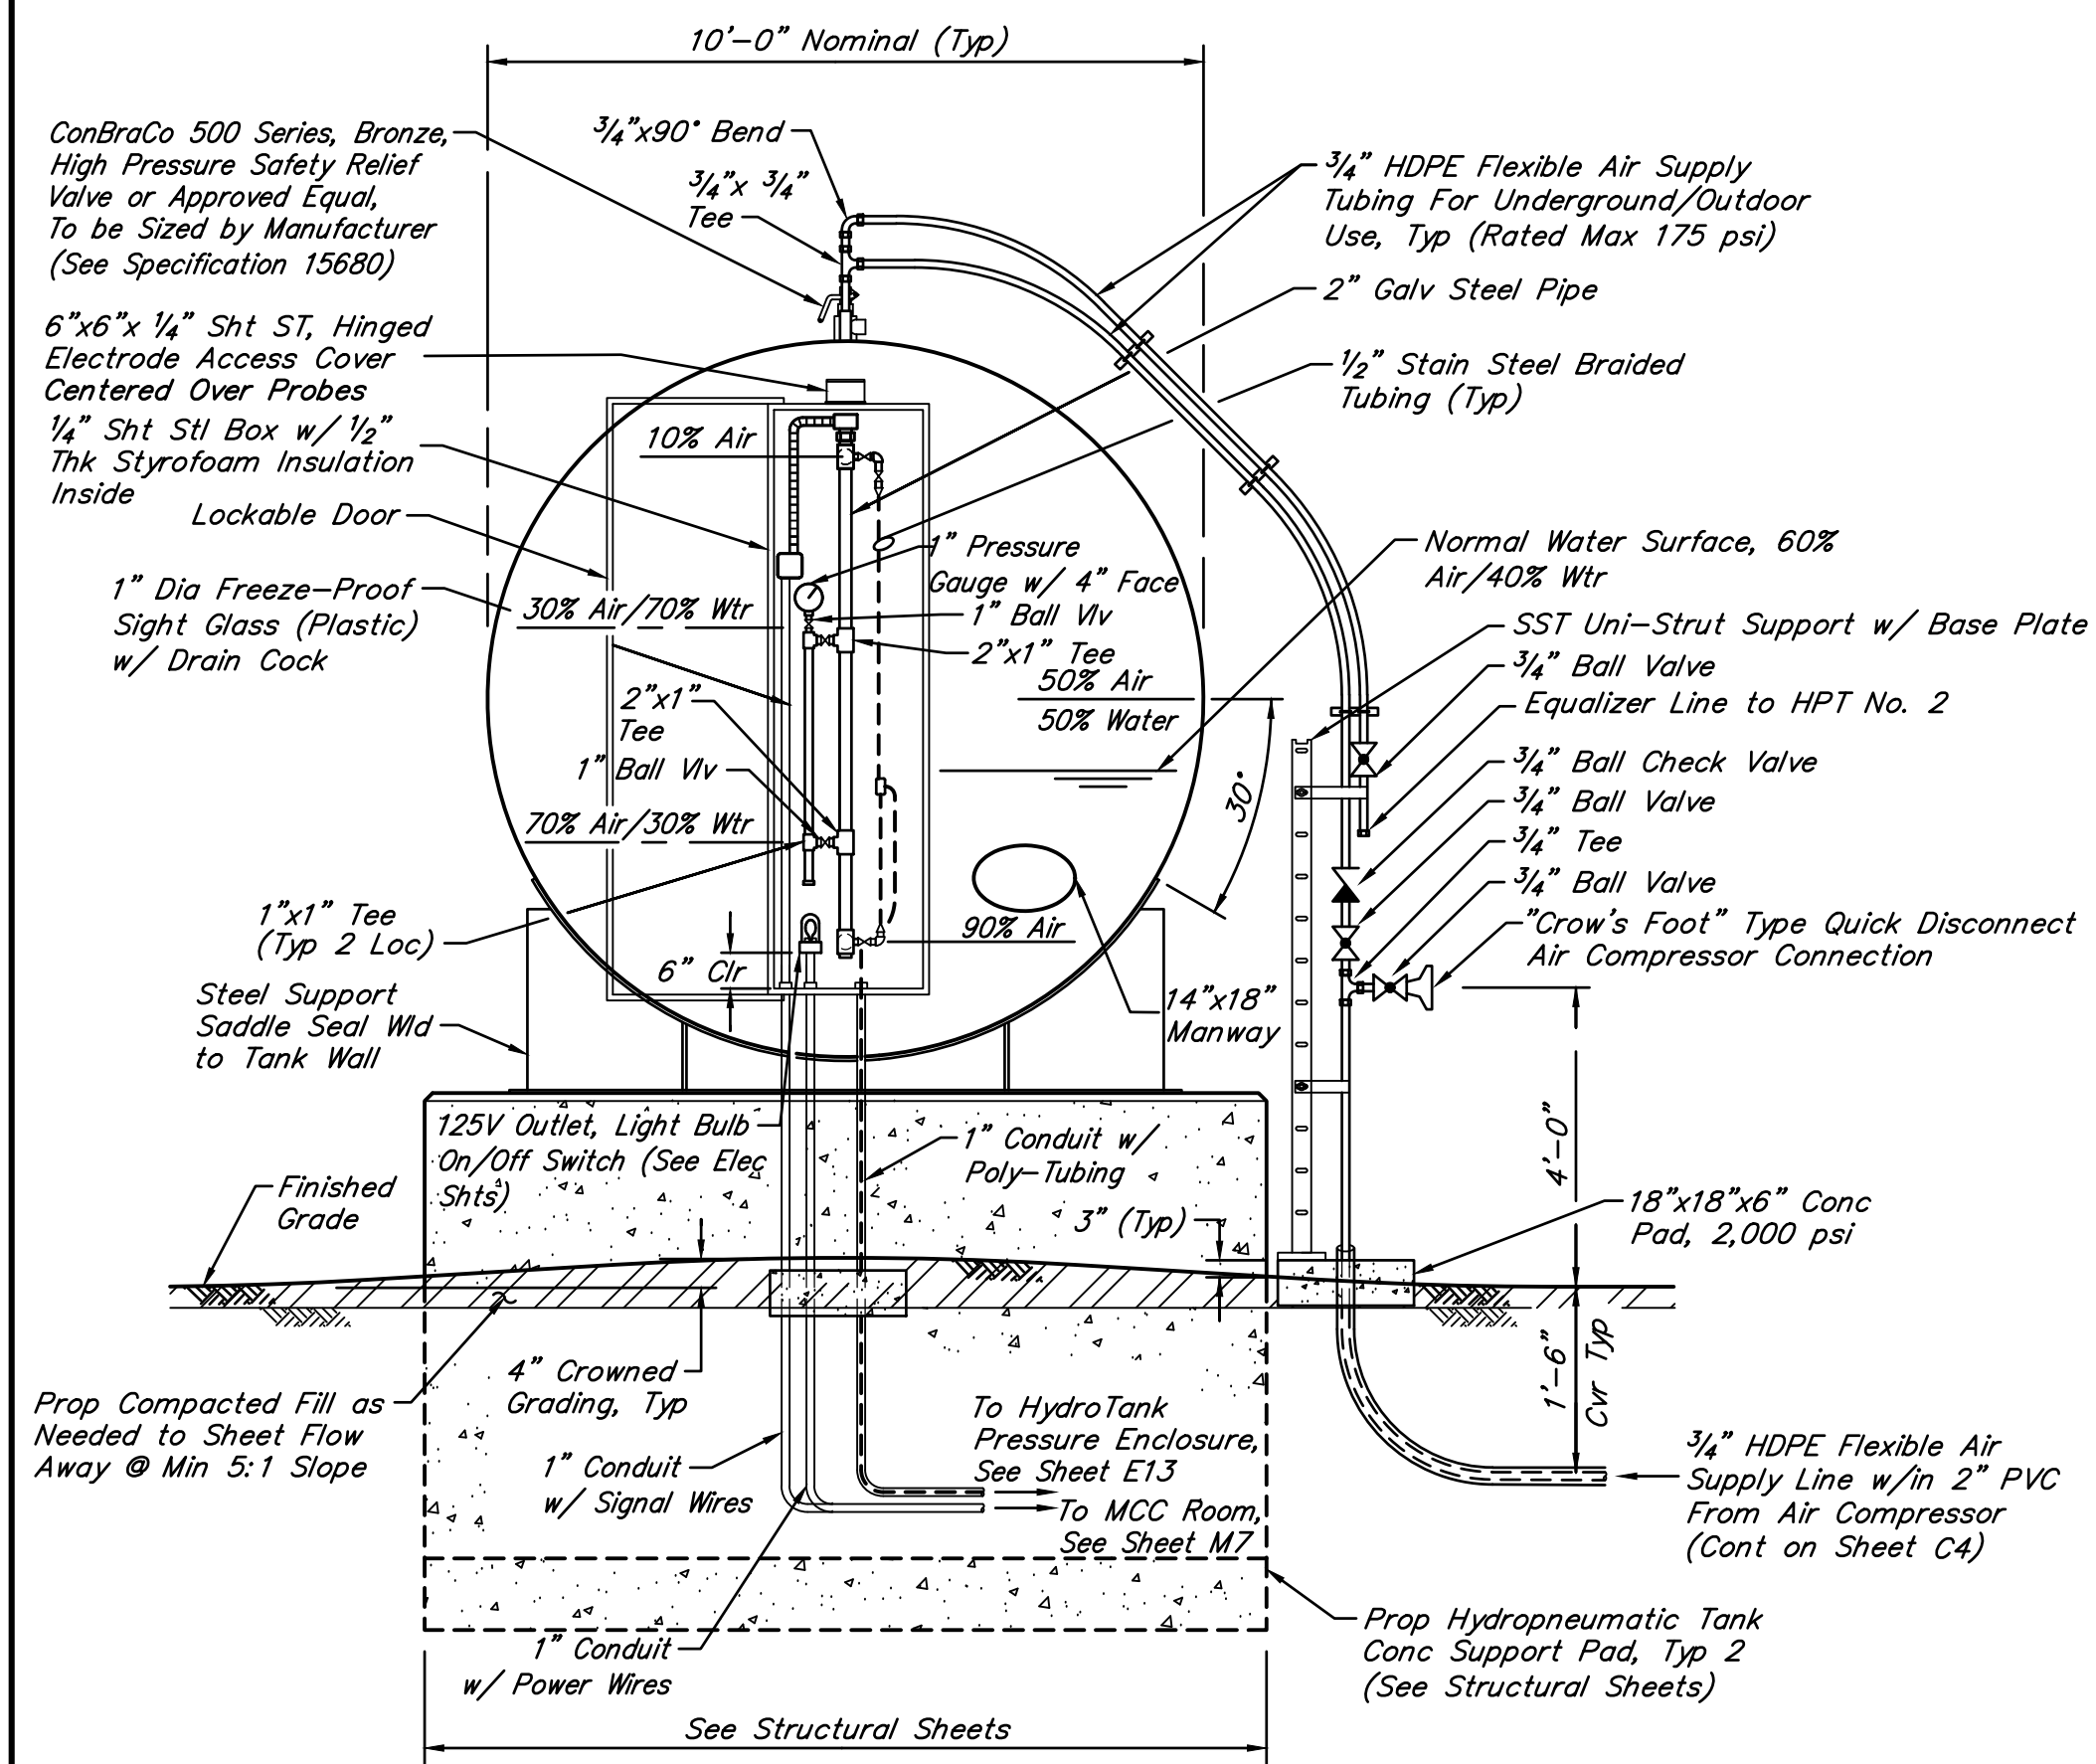 10'-0" Nominal (Typ)
ConBraCo 500 Series, Bronze,
High Pressure Safety Relief
Valve or Approved Equal,
To be Sized by Manufacturer
(See Specification 15680)
3/4"x90° Bend
3/4"x 3/4"
Tee
3/4" HDPE Flexible Air Supply
Tubing For Underground/Outdoor
Use, Typ (Rated Max 175 psi)
2" Galv Steel Pipe
1/2" Stain Steel Braided
Tubing (Typ)
6"x6"x 1/4" Sht ST, Hinged
Electrode Access Cover
Centered Over Probes
1/4" Sht Stl Box w/ 1/2"
Thk Styrofoam Insulation
Inside
Lockable Door
1" Dia Freeze-Proof
Sight Glass (Plastic)
w/ Drain Cock
10% Air
30% Air/70% Wtr
1" Pressure
Gauge w/ 4" Face
1" Ball Vlv
2"x1" Tee
50% Air
50% Water
2"x1"
Tee
1" Ball Vlv
70% Air/30% Wtr
Normal Water Surface, 60%
Air/40% Wtr
SST Uni-Strut Support w/ Base Plate
3/4" Ball Valve
Equalizer Line to HPT No. 2
3/4" Ball Check Valve
3/4" Ball Valve
3/4" Tee
3/4" Ball Valve
"Crow's Foot" Type Quick Disconnect
Air Compressor Connection
30°
90% Air
14"x18"
Manway
1"x1" Tee
(Typ 2 Loc)
6" Clr
Steel Support
Saddle Seal Wld
to Tank Wall
125V Outlet, Light Bulb
On/Off Switch (See Elec
Shts)
1" Conduit w/
Poly-Tubing
Finished
Grade
3" (Typ)
4'-0"
18"x18"x6" Conc
Pad, 2,000 psi
1'-6"
Cvr Typ
4" Crowned
Grading, Typ
Prop Compacted Fill as
Needed to Sheet Flow
Away @ Min 5:1 Slope
1" Conduit
w/ Signal Wires
To HydroTank
Pressure Enclosure,
See Sheet E13
To MCC Room,
See Sheet M7
3/4" HDPE Flexible Air
Supply Line w/in 2" PVC
From Air Compressor
(Cont on Sheet C4)
1" Conduit
w/ Power Wires
Prop Hydropneumatic Tank
Conc Support Pad, Typ 2
(See Structural Sheets)
See Structural Sheets